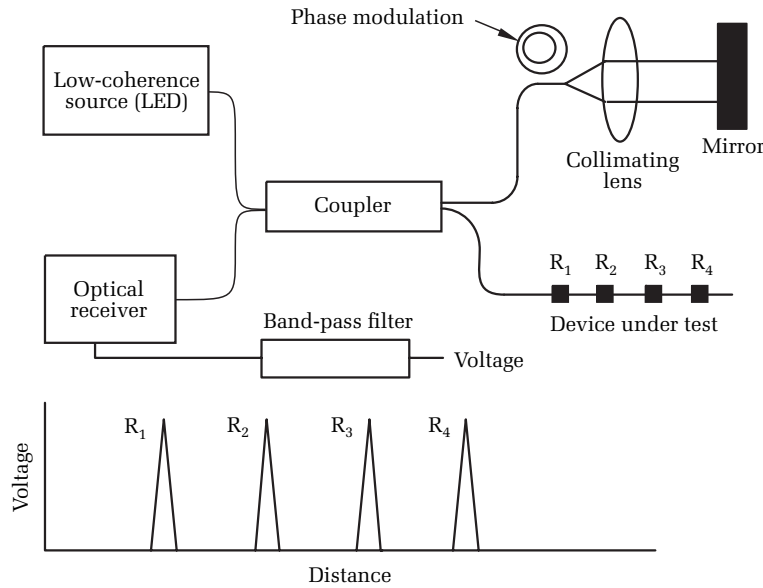 Phase modulation
Low-coherence
source (LED)
Mirror
Collimating
lens
Coupler
R1 R2 R3 R4
Optical
receiver
Device under test
Band-pass filter
Voltage
R1 R2 R3 R4
Voltage
Distance